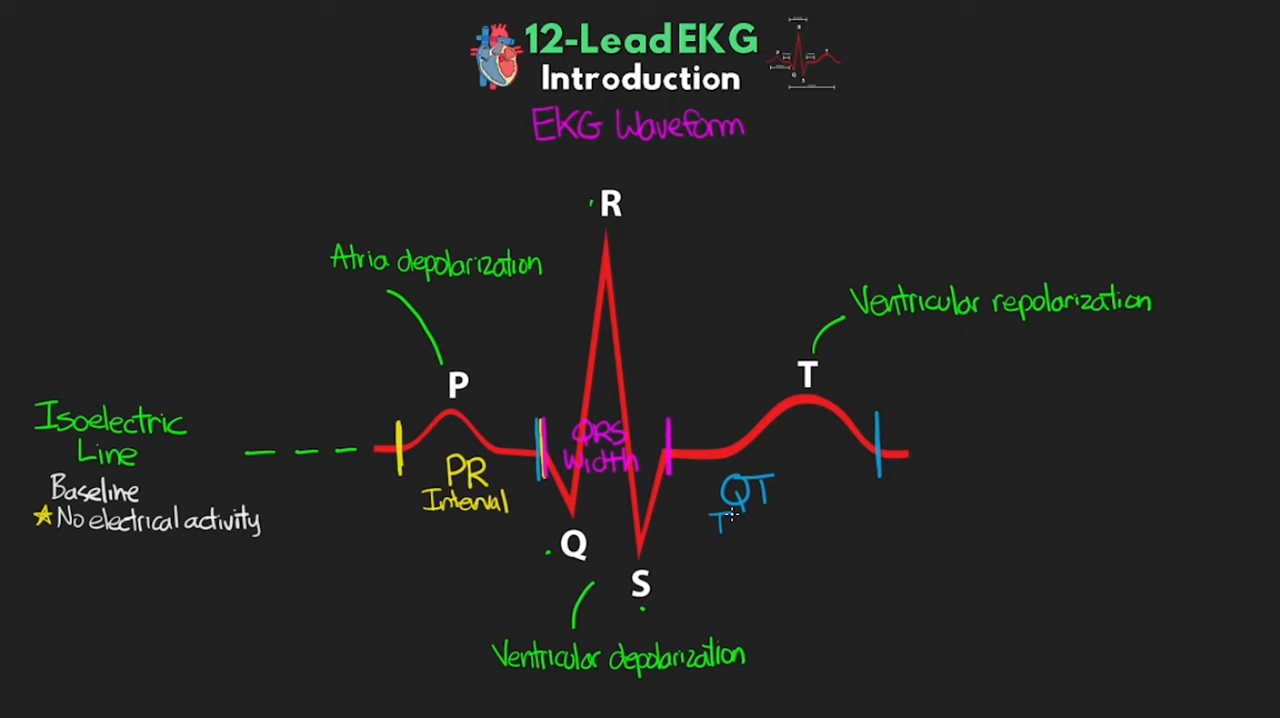 12-Lead EKG
Introduction
EKG Waveform
R
Atria depolarization
Ventricular repolarization
P
T
Isoelectric
Line
Baseline
★ No electrical activity
QRS
Width
PR
Interval
QT
T
Q
S
Ventricular depolarization